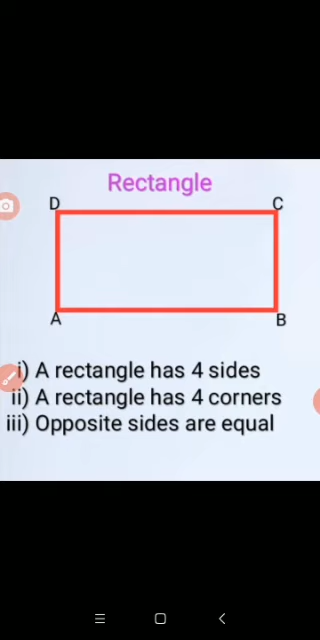 Rectangle
D C
A B
i) A rectangle has 4 sides
ii) A rectangle has 4 corners
iii) Opposite sides are equal